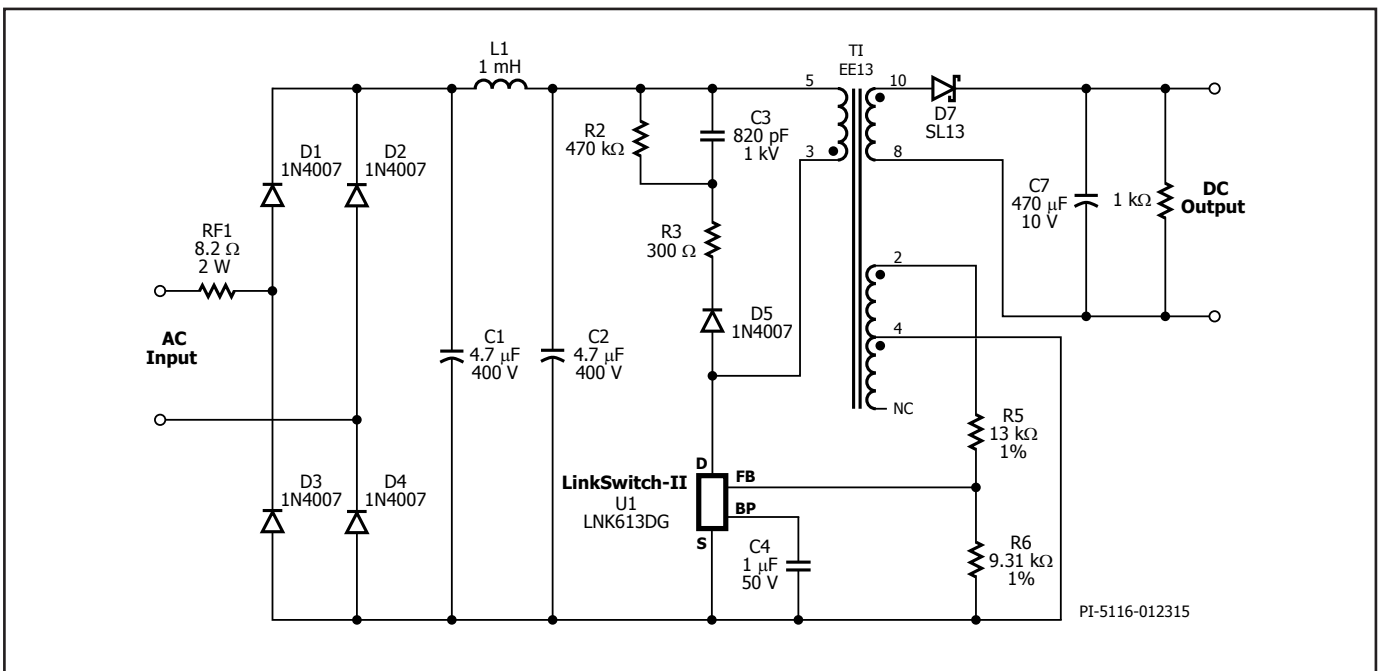 L1
1 mH
TI
EE13
5
10
D7
SL13
R2
470 kΩ
C3
820 pF
1 kV
3
8
D1
1N4007
D2
1N4007
C7
470 μF
10 V
1 kΩ
DC
Output
RF1
8.2 Ω
2 W
R3
300 Ω
2
AC
Input
D5
1N4007
4
C1
4.7 μF
400 V
C2
4.7 μF
400 V
NC
R5
13 kΩ
1%
D
FB
LinkSwitch-II
U1
LNK613DG
BP
S
D3
1N4007
D4
1N4007
C4
1 μF
50 V
R6
9.31 kΩ
1%
PI-5116-012315